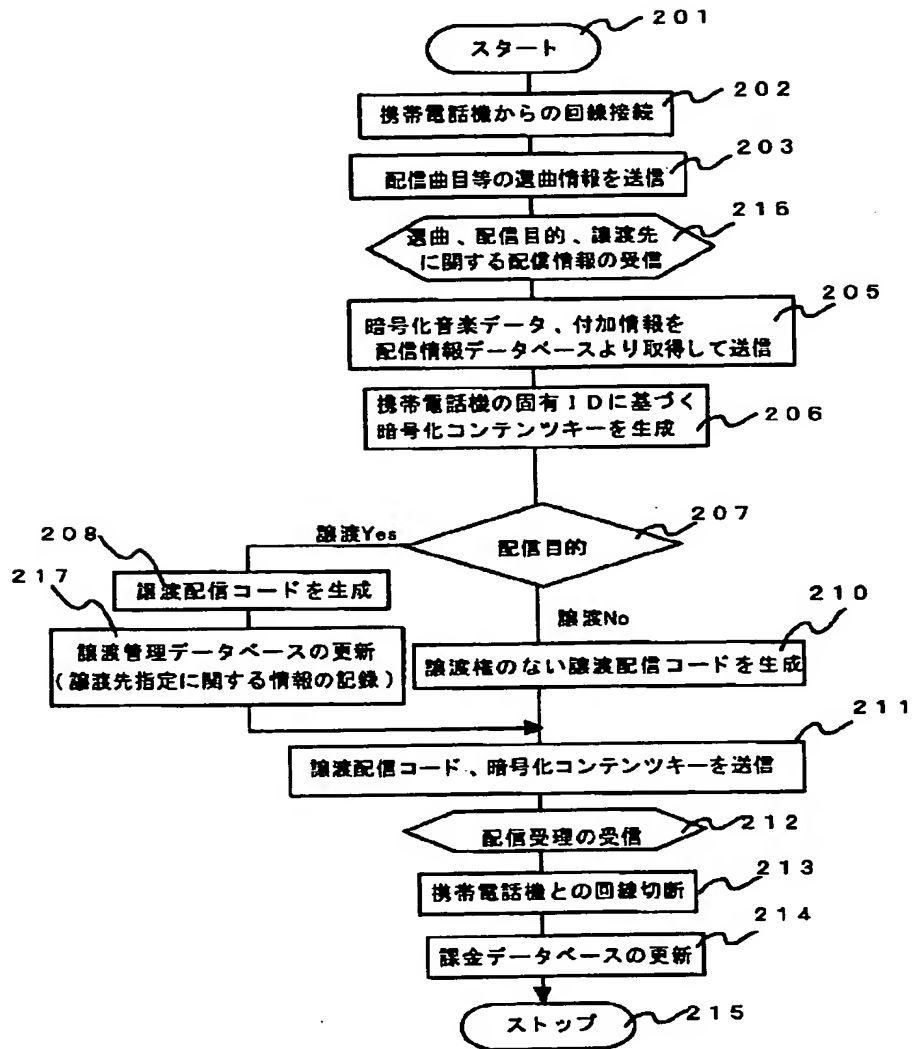 スタート
201
携帯電話機からの回線接続
202
配信曲目等の選曲情報を送信
203
選曲、配信目的、譲渡先
に関する配信情報の受信
216
暗号化音楽データ、付加情報を
配信情報データベースより取得して送信
205
携帯電話機の固有IDに基づく
暗号化コンテンツキーを生成
206
配信目的
207
譲渡Yes
208
譲渡配信コードを生成
217
譲渡管理データベースの更新
(譲渡先指定に関する情報の記録)
譲渡No
210
譲渡権のない譲渡配信コードを生成
211
譲渡配信コード、暗号化コンテンツキーを送信
配信受理の受信
212
携帯電話機との回線切断
213
課金データベースの更新
214
ストップ
215